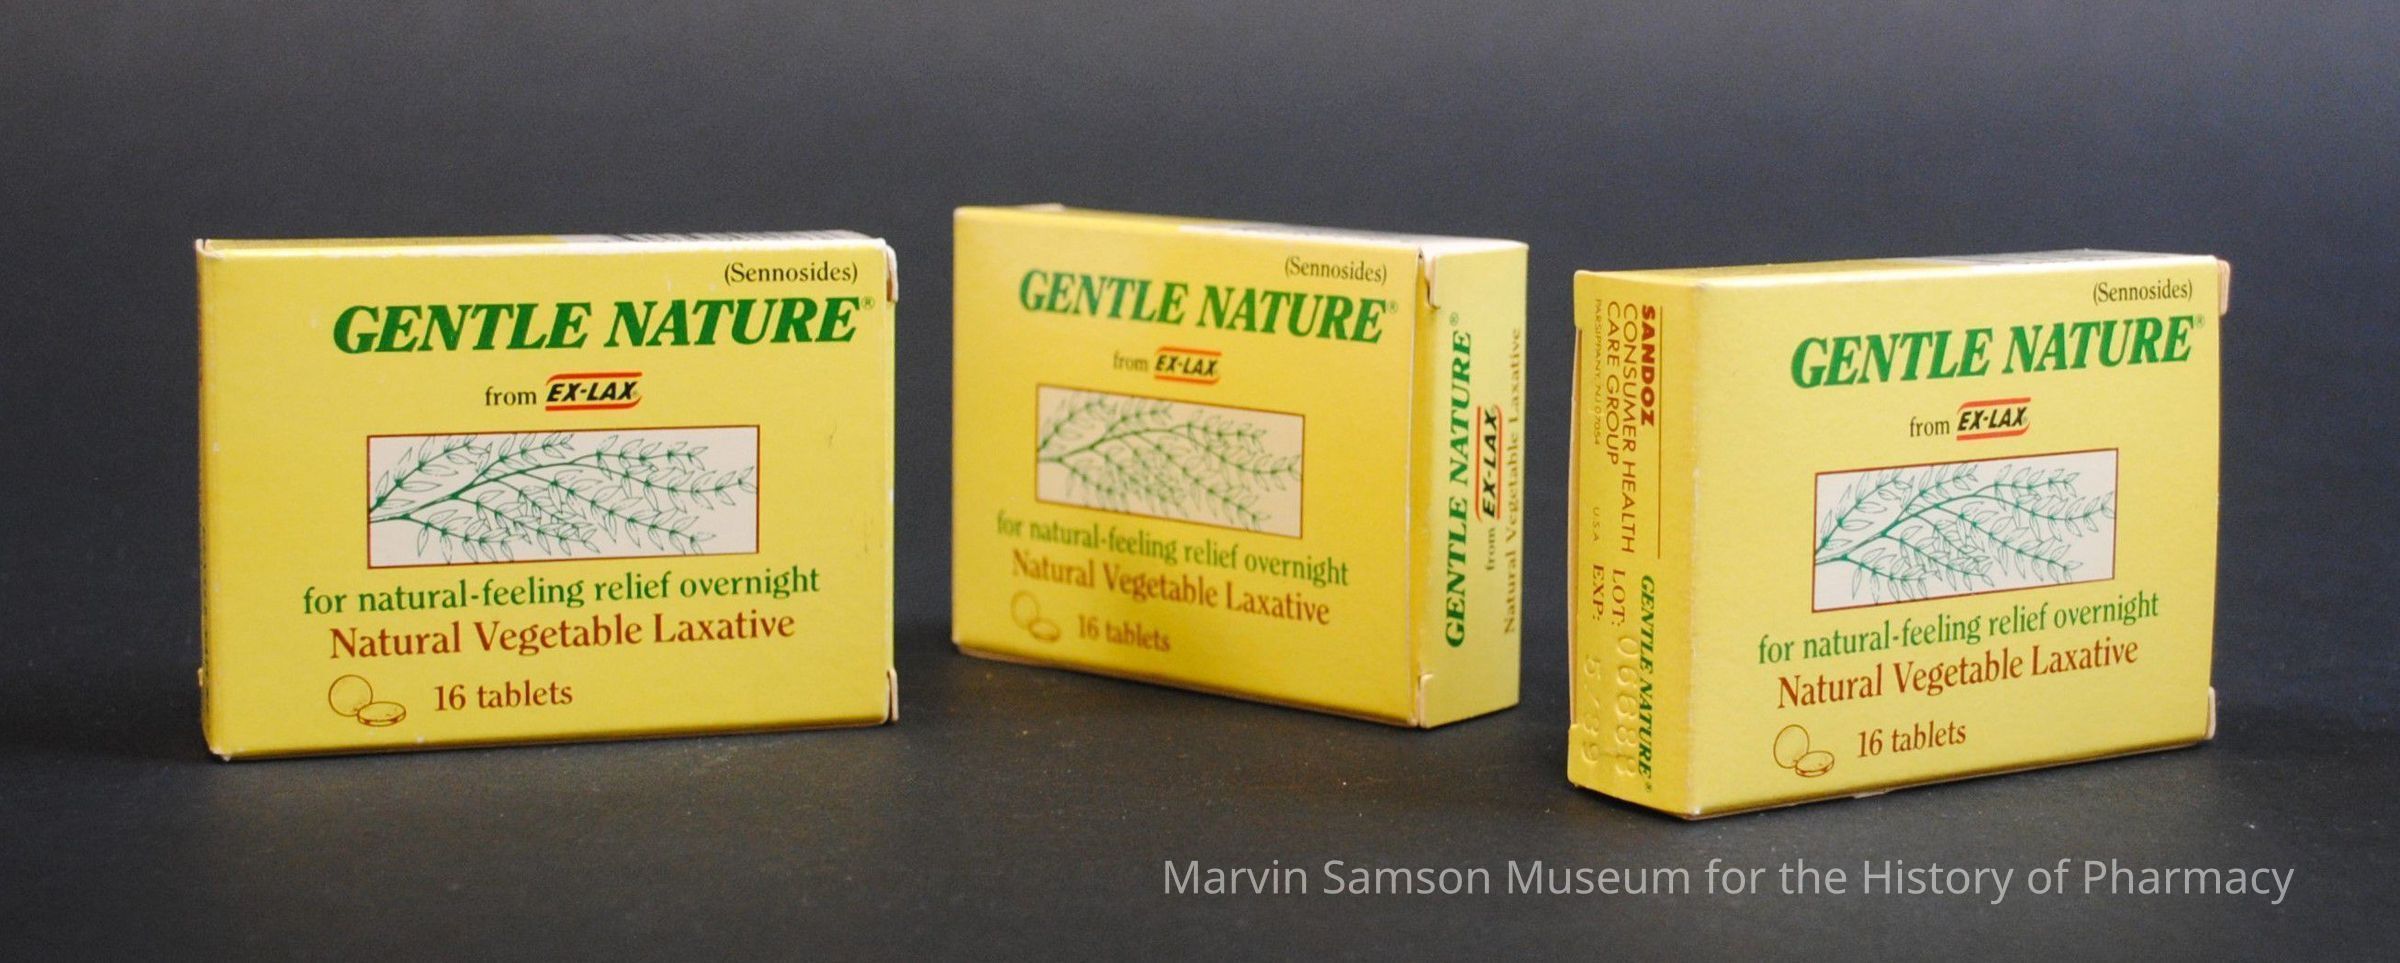 (Sennosides)
GENTLE NATURE®
from EX-LAX®
for natural-feeling relief overnight
Natural Vegetable Laxative
16 tablets
(Sennosides)
GENTLE NATURE®
from EX-LAX
for natural-feeling relief overnight
Natural Vegetable Laxative
16 tablets
GENTLE NATURE®
from EX-LAX
Natural Vegetable Laxative
SANDOZ
CONSUMER HEALTH
CARE GROUP
PARSIPPANY, NJ 07054 U.S.A.
GENTLE NATURE®
LOT:
EXP:
(Sennosides)
GENTLE NATURE®
from EX-LAX
for natural-feeling relief overnight
Natural Vegetable Laxative
16 tablets
Marvin Samson Museum for the History of Pharmacy